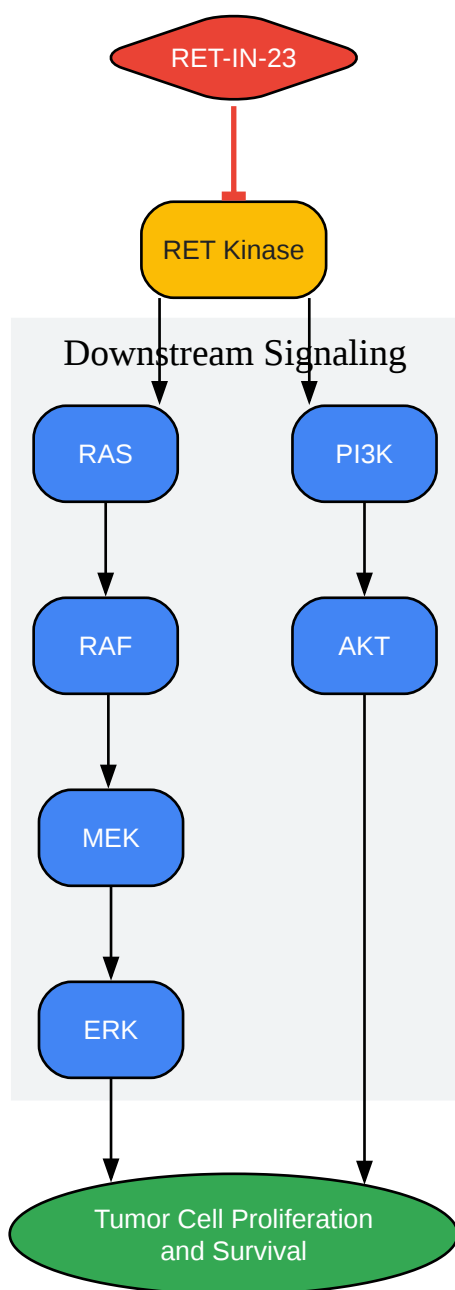 RET-IN-23
RET Kinase
Downstream Signaling
RAS
PI3K
RAF
AKT
MEK
ERK
Tumor Cell Proliferation
and Survival